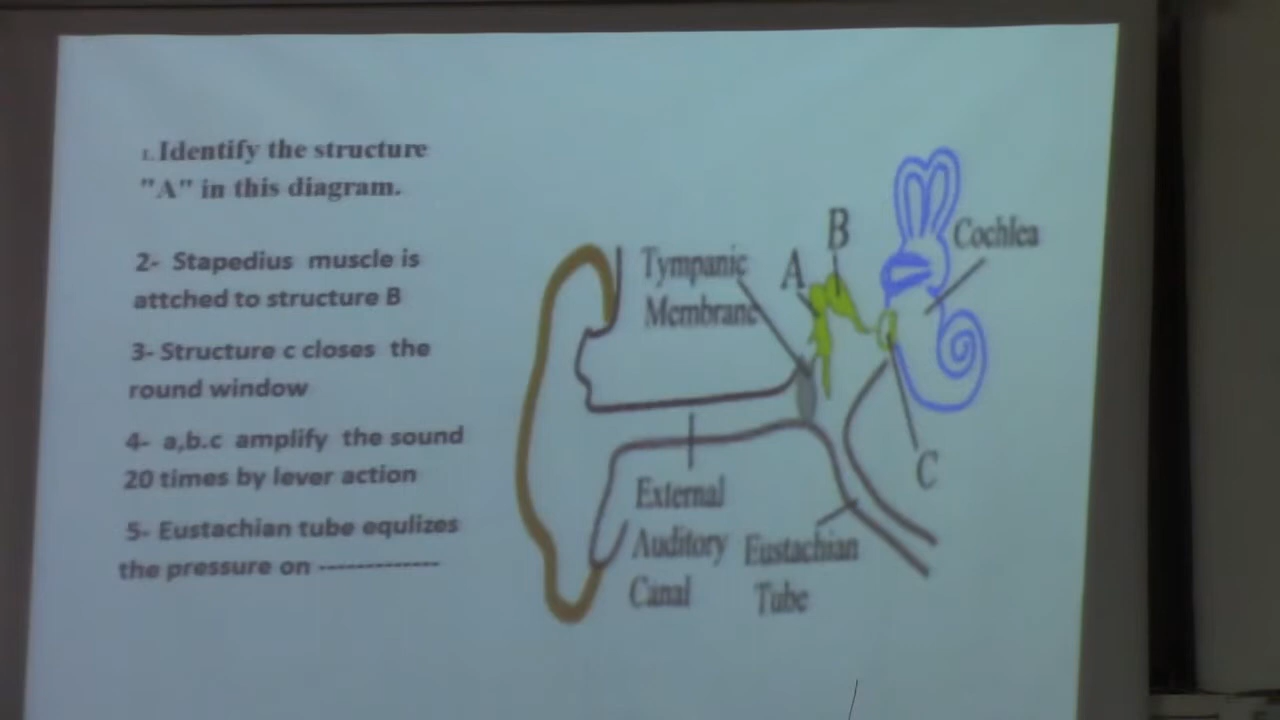 1. Identify the structure
"A" in this diagram.
2- Stapedius muscle is
attched to structure B
3- Structure c closes the
round window
4- a,b.c amplify the sound
20 times by lever action
5- Eustachian tube equlizes
the pressure on -------------
B
Cochlea
Tympanic
Membrane
A
C
External
Auditory
Canal
Eustachian
Tube